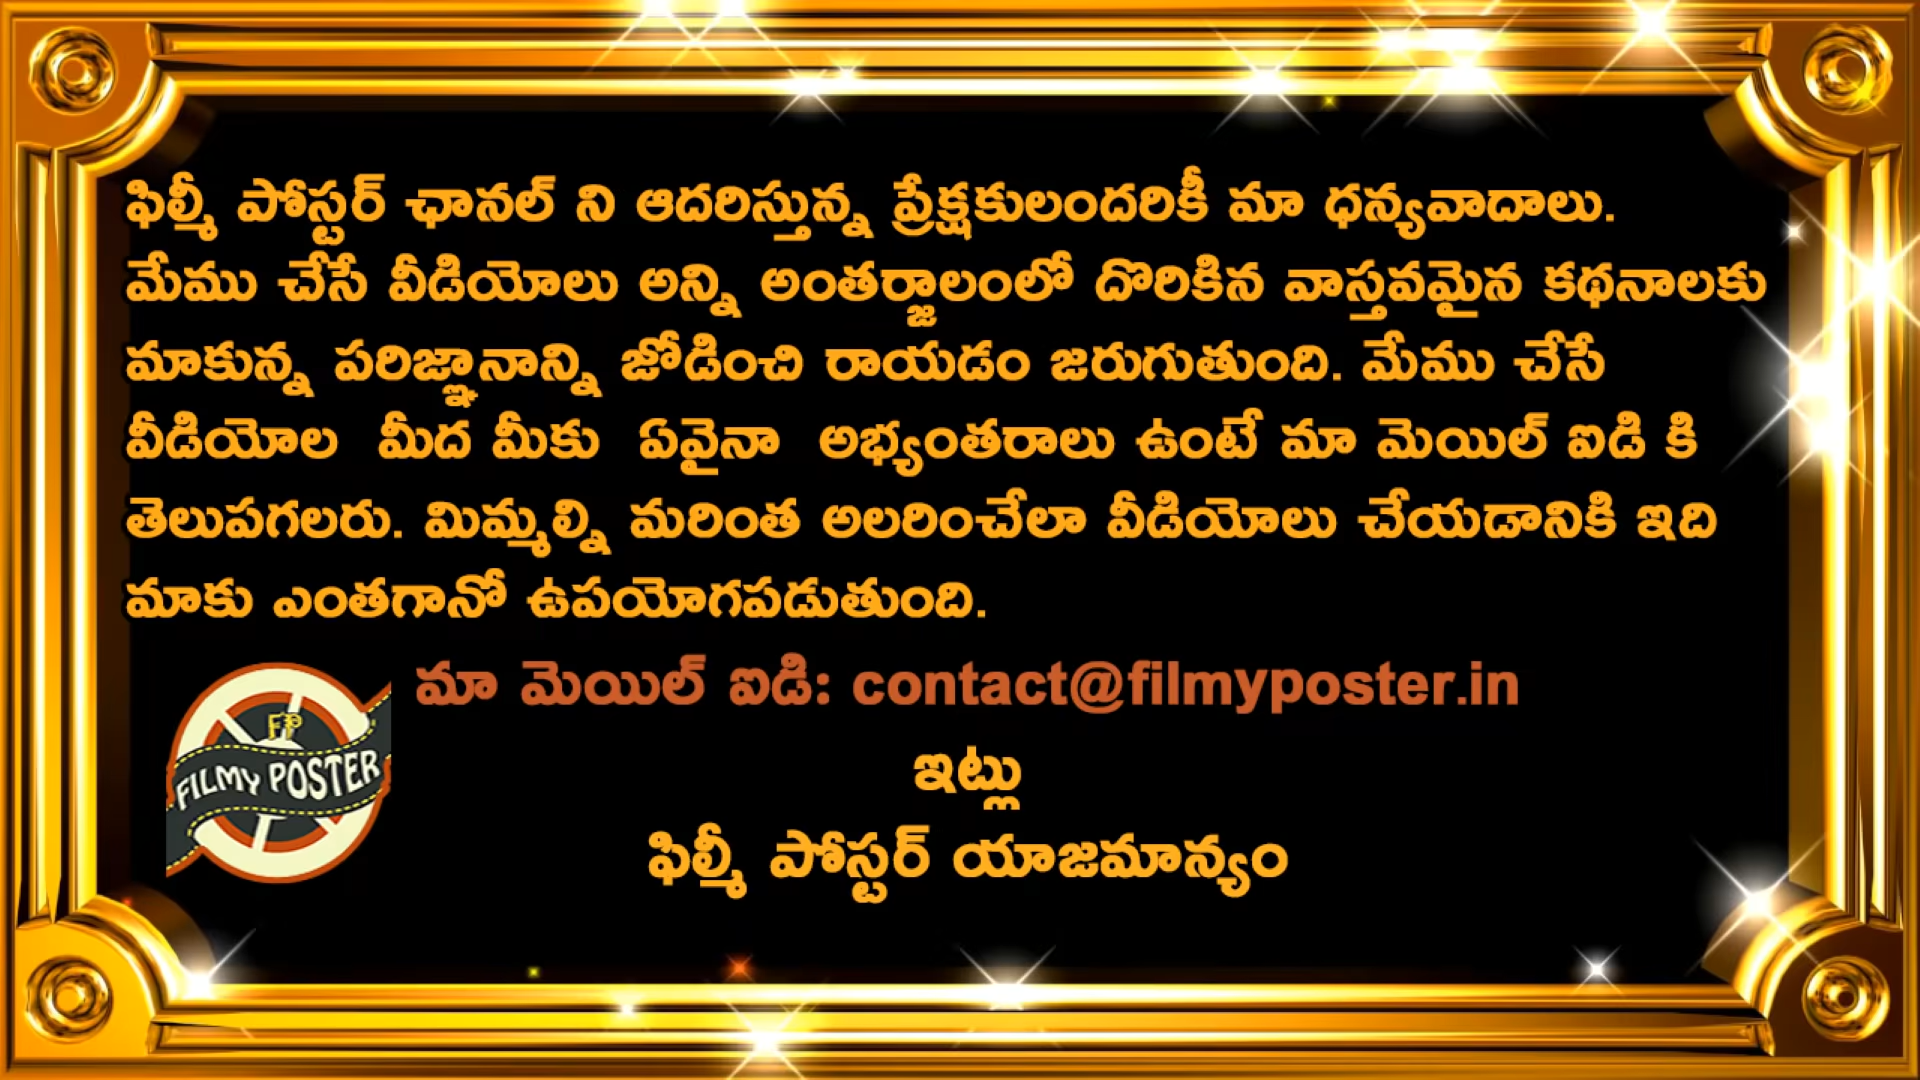 ఫిల్మీ పోస్టర్ ఛానల్ ని ఆదరిస్తున్న ప్రేక్షకులందరికీ మా ధన్యవాదాలు.
మేము చేసే వీడియోలు అన్ని అంతర్జాలంలో దొరికిన వాస్తవమైన కథనాలకు
మాకున్న పరిజ్ఞానాన్ని జోడించి రాయడం జరుగుతుంది. మేము చేసే
వీడియోల మీద మీకు ఏవైనా అభ్యంతరాలు ఉంటే మా మెయిల్ ఐడి కి
తెలుపగలరు. మిమ్మల్ని మరింత అలరించేలా వీడియోలు చేయడానికి ఇది
మాకు ఎంతగానో ఉపయోగపడుతుంది.
మా మెయిల్ ఐడి: contact@filmyposter.in
FP
FILMY POSTER
ఇట్లు
ఫిల్మీ పోస్టర్ యాజమాన్యం